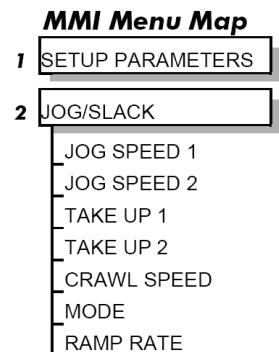 MMI Menu Map
1 SETUP PARAMETERS
2 JOG/SLACK
JOG SPEED 1
JOG SPEED 2
TAKE UP 1
TAKE UP 2
CRAWL SPEED
MODE
RAMP RATE